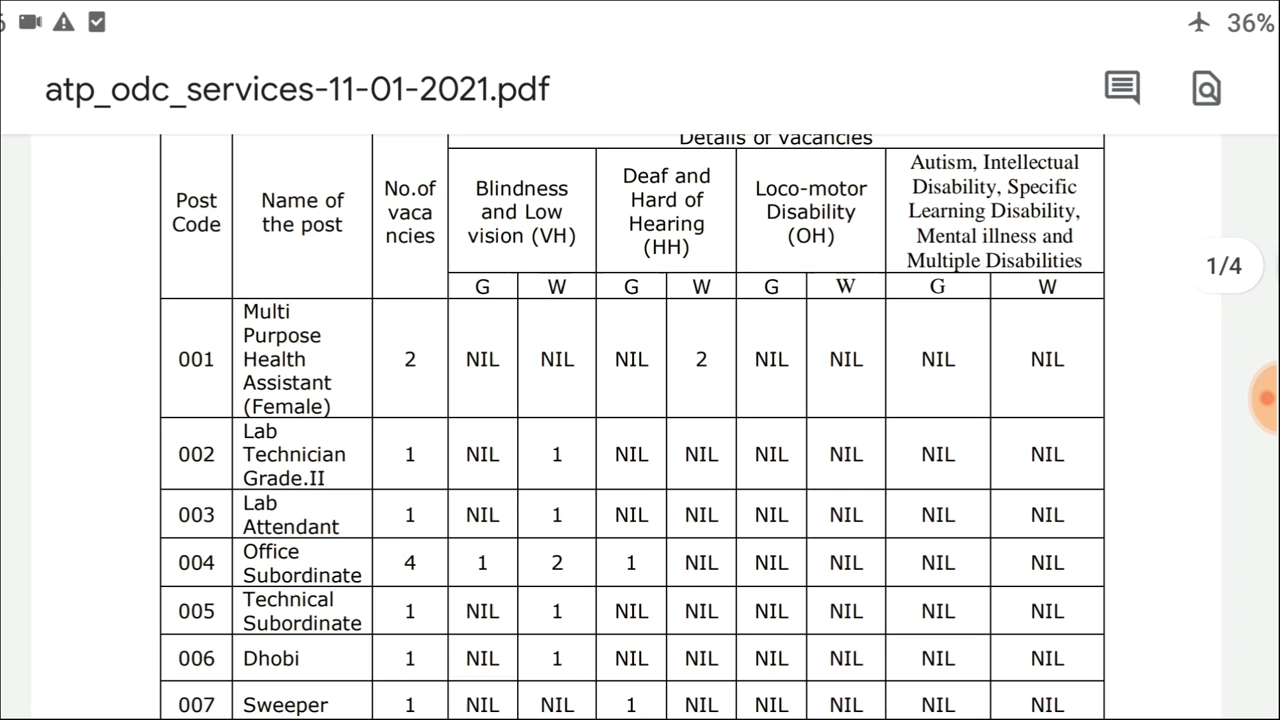 36%
atp_odc_services-11-01-2021.pdf
Details of vacancies
Post Code
Name of the post
No.of vaca ncies
Blindness and Low vision (VH)
Deaf and Hard of Hearing (HH)
Loco-motor Disability (OH)
Autism, Intellectual Disability, Specific Learning Disability, Mental illness and Multiple Disabilities
1/4
G W G W G W G W
001 Multi Purpose Health Assistant (Female) 2 NIL NIL NIL 2 NIL NIL NIL NIL
002 Lab Technician Grade.II 1 NIL 1 NIL NIL NIL NIL NIL NIL
003 Lab Attendant 1 NIL 1 NIL NIL NIL NIL NIL NIL
004 Office Subordinate 4 1 2 1 NIL NIL NIL NIL NIL
005 Technical Subordinate 1 NIL 1 NIL NIL NIL NIL NIL NIL
006 Dhobi 1 NIL 1 NIL NIL NIL NIL NIL NIL
007 Sweeper 1 NIL NIL 1 NIL NIL NIL NIL NIL